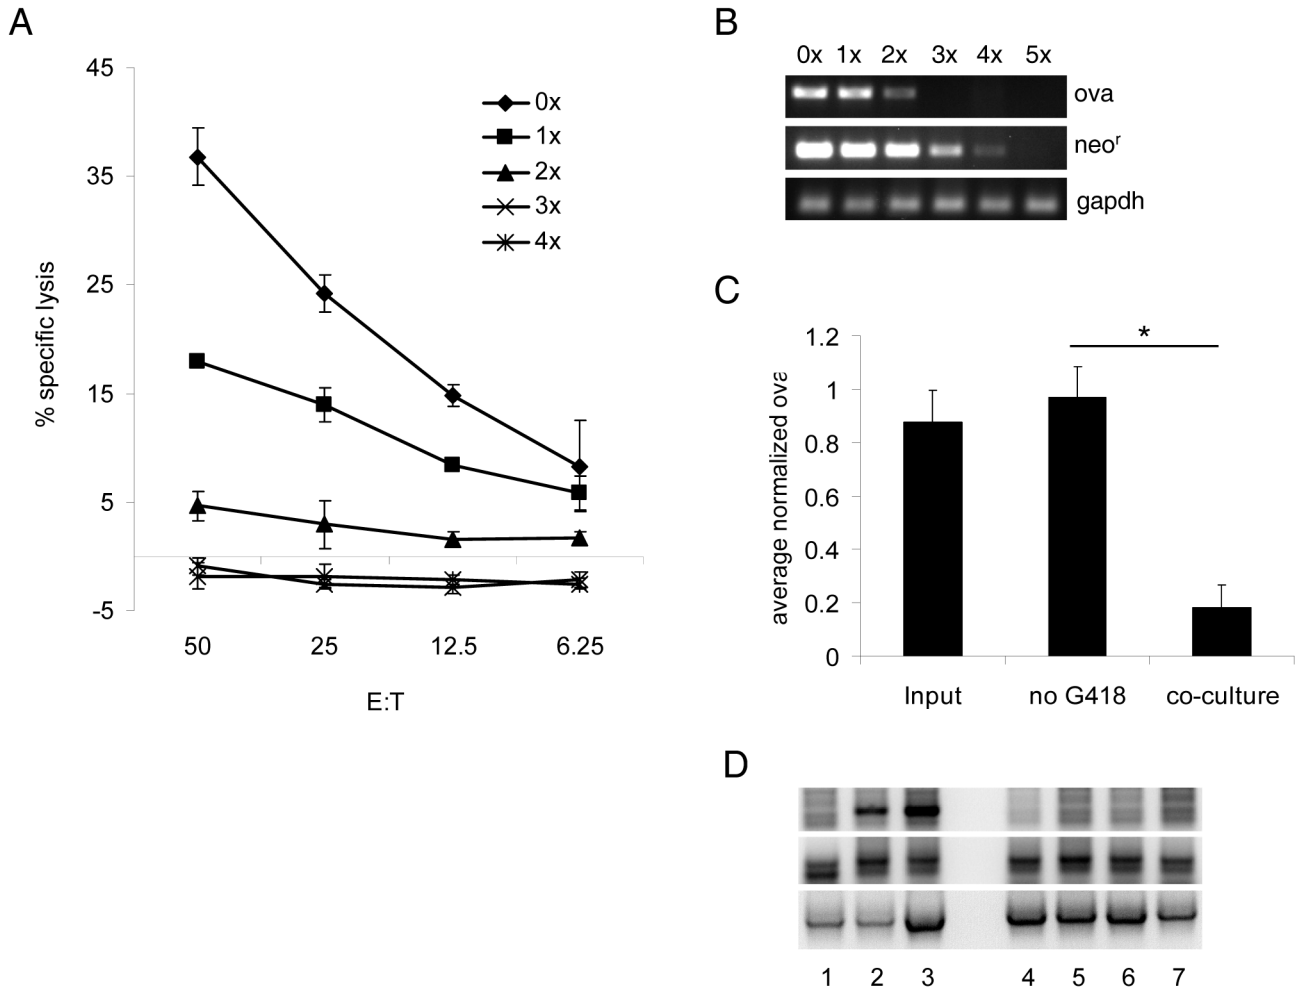 A
45
35
25
15
5
-5
% specific lysis
50 25 12.5 6.25
E:T
0x
1x
2x
3x
4x
B
0x 1x 2x 3x 4x 5x
ova
neoʳ
gapdh
C
1.2
1
0.8
0.6
0.4
0.2
0
average normalized ova
*
Input no G418 co-culture
D
1 2 3 4 5 6 7